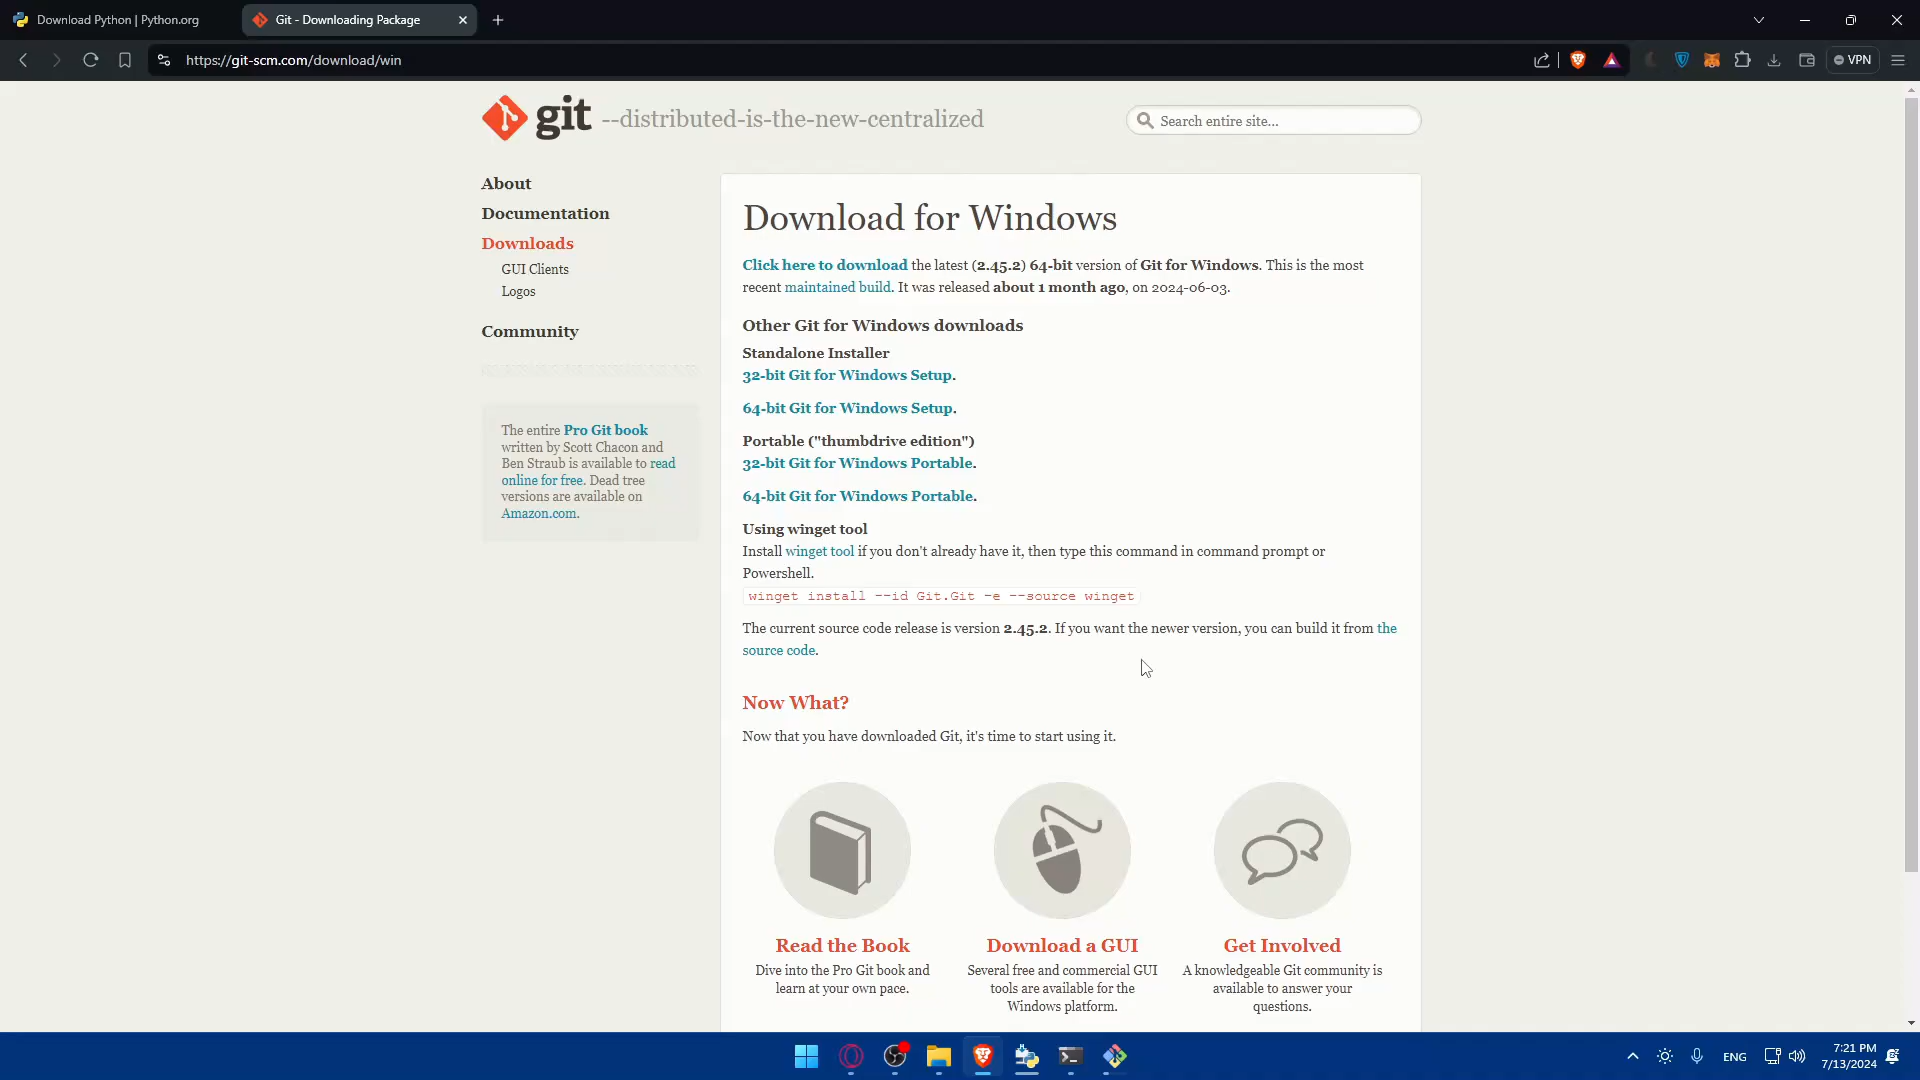 Download Python | Python.org
Git - Downloading Package
https://git-scm.com/download/win
VPN
git --distributed-is-the-new-centralized
Search entire site...
About
Documentation
Downloads
GUI Clients
Logos
Community
The entire Pro Git book
written by Scott Chacon and
Ben Straub is available to read
online for free. Dead tree
versions are available on
Amazon.com.
Download for Windows
Click here to download the latest (2.45.2) 64-bit version of Git for Windows. This is the most
recent maintained build. It was released about 1 month ago, on 2024-06-03.
Other Git for Windows downloads
Standalone Installer
32-bit Git for Windows Setup.
64-bit Git for Windows Setup.
Portable ("thumbdrive edition")
32-bit Git for Windows Portable.
64-bit Git for Windows Portable.
Using winget tool
Install winget tool if you don't already have it, then type this command in command prompt or
Powershell.
winget install --id Git.Git -e --source winget
The current source code release is version 2.45.2. If you want the newer version, you can build it from the
source code.
Now What?
Now that you have downloaded Git, it's time to start using it.
Read the Book
Dive into the Pro Git book and
learn at your own pace.
Download a GUI
Several free and commercial GUI
tools are available for the
Windows platform.
Get Involved
A knowledgeable Git community is
available to answer your
questions.
ENG
7:21 PM
7/13/2024